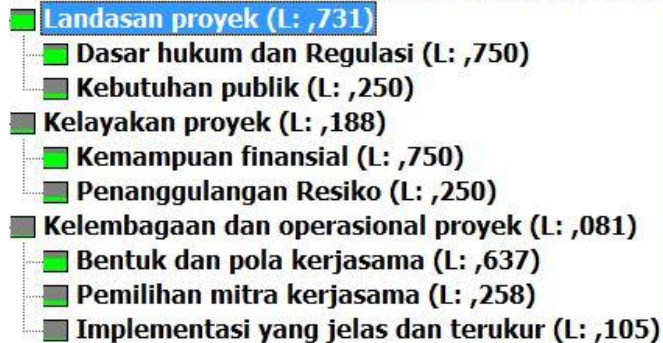 Landasan proyek (L: ,731)
Dasar hukum dan Regulasi (L: ,750)
Kebutuhan publik (L: ,250)
Kelayakan proyek (L: ,188)
Kemampuan finansial (L: ,750)
Penanggulangan Resiko (L: ,250)
Kelembagaan dan operasional proyek (L: ,081)
Bentuk dan pola kerjasama (L: ,637)
Pemilihan mitra kerjasama (L: ,258)
Implementasi yang jelas dan terukur (L: ,105)